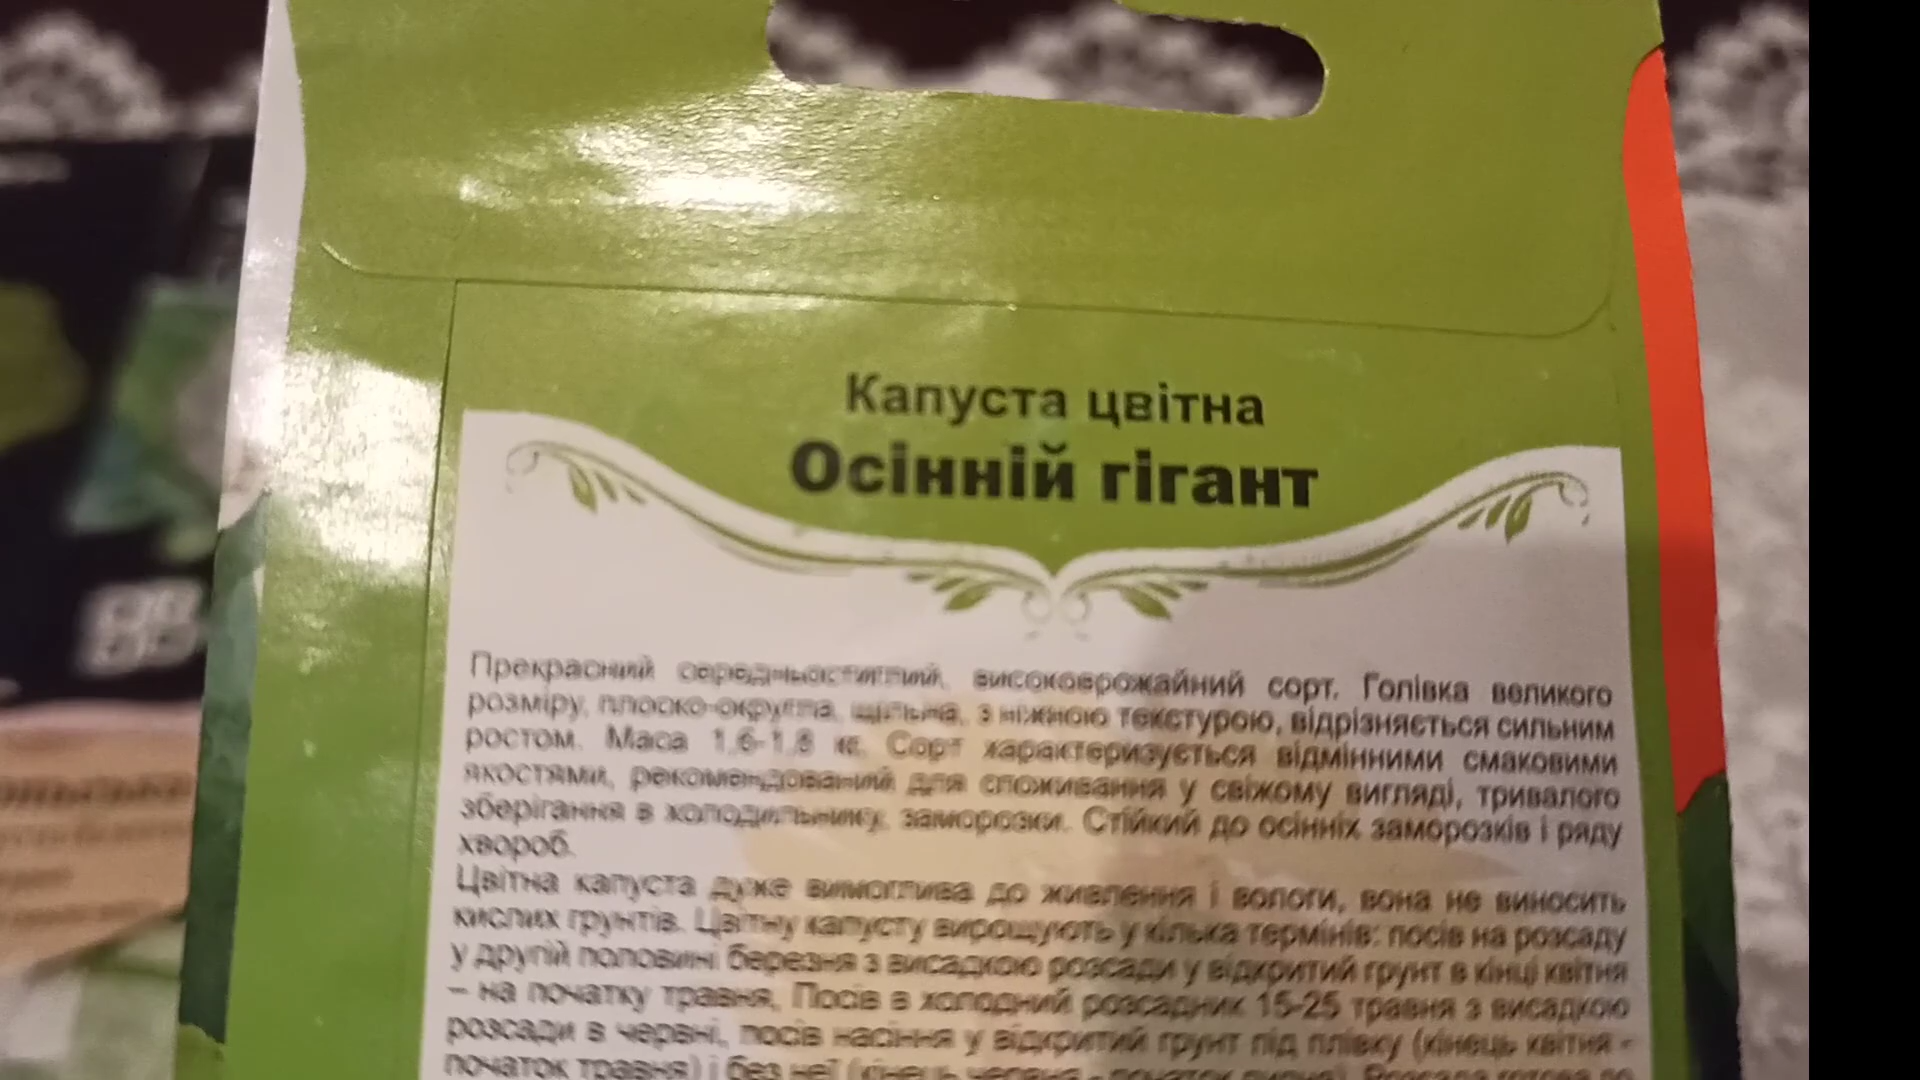 Капуста цвітна
Осінній гігант
Прекрасний середньостиглий, високоврожайний сорт. Голівка великого
розміру, плоско-округла, щільна, з ніжною текстурою, відрізняється сильним
ростом. Маса 1,6-1,8 кг. Сорт характеризується відмінними смаковими
якостями, рекомендований для споживання у свіжому вигляді, тривалого
зберігання в холодильнику, заморозки. Стійкий до осінніх заморозків і ряду
хвороб.
Цвітна капуста дуже вимоглива до живлення і вологи, вона не виносить
кислих грунтів. Цвітну капусту вирощують у кілька термінів: посів на розсаду
у другій половині березня з висадкою розсади у відкритий грунт в кінці квітня
– на початку травня. Посів в холодний розсадник 15-25 травня з висадкою
розсади в червні, посів насіння у відкритий грунт під плівку (кінець квітня -
початок травня) і без неї (кінець червня - початок липня). Розсада готова до